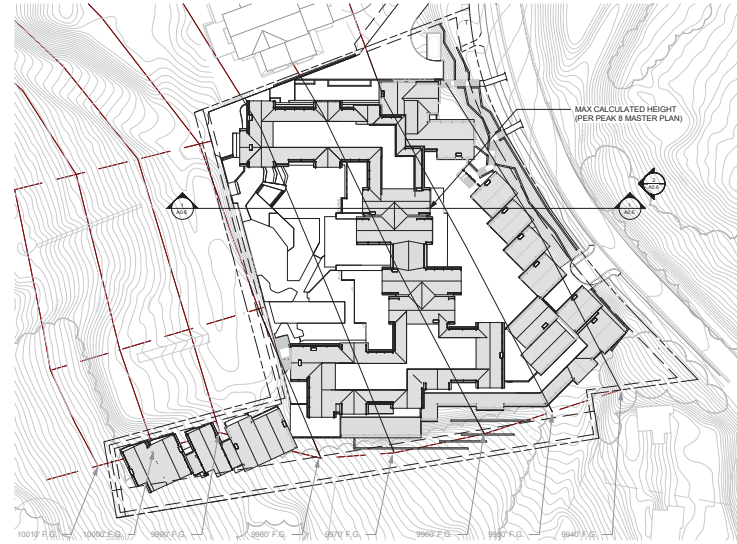 MAX CALCULATED HEIGHT
(PER PEAK 8 MASTER PLAN)
1
A0.6
2
A0.6
1
A0.6
10010' F.G.
10000' F.G.
9990' F.G.
9980' F.G.
9970' F.G.
9960' F.G.
9950' F.G.
9940' F.G.